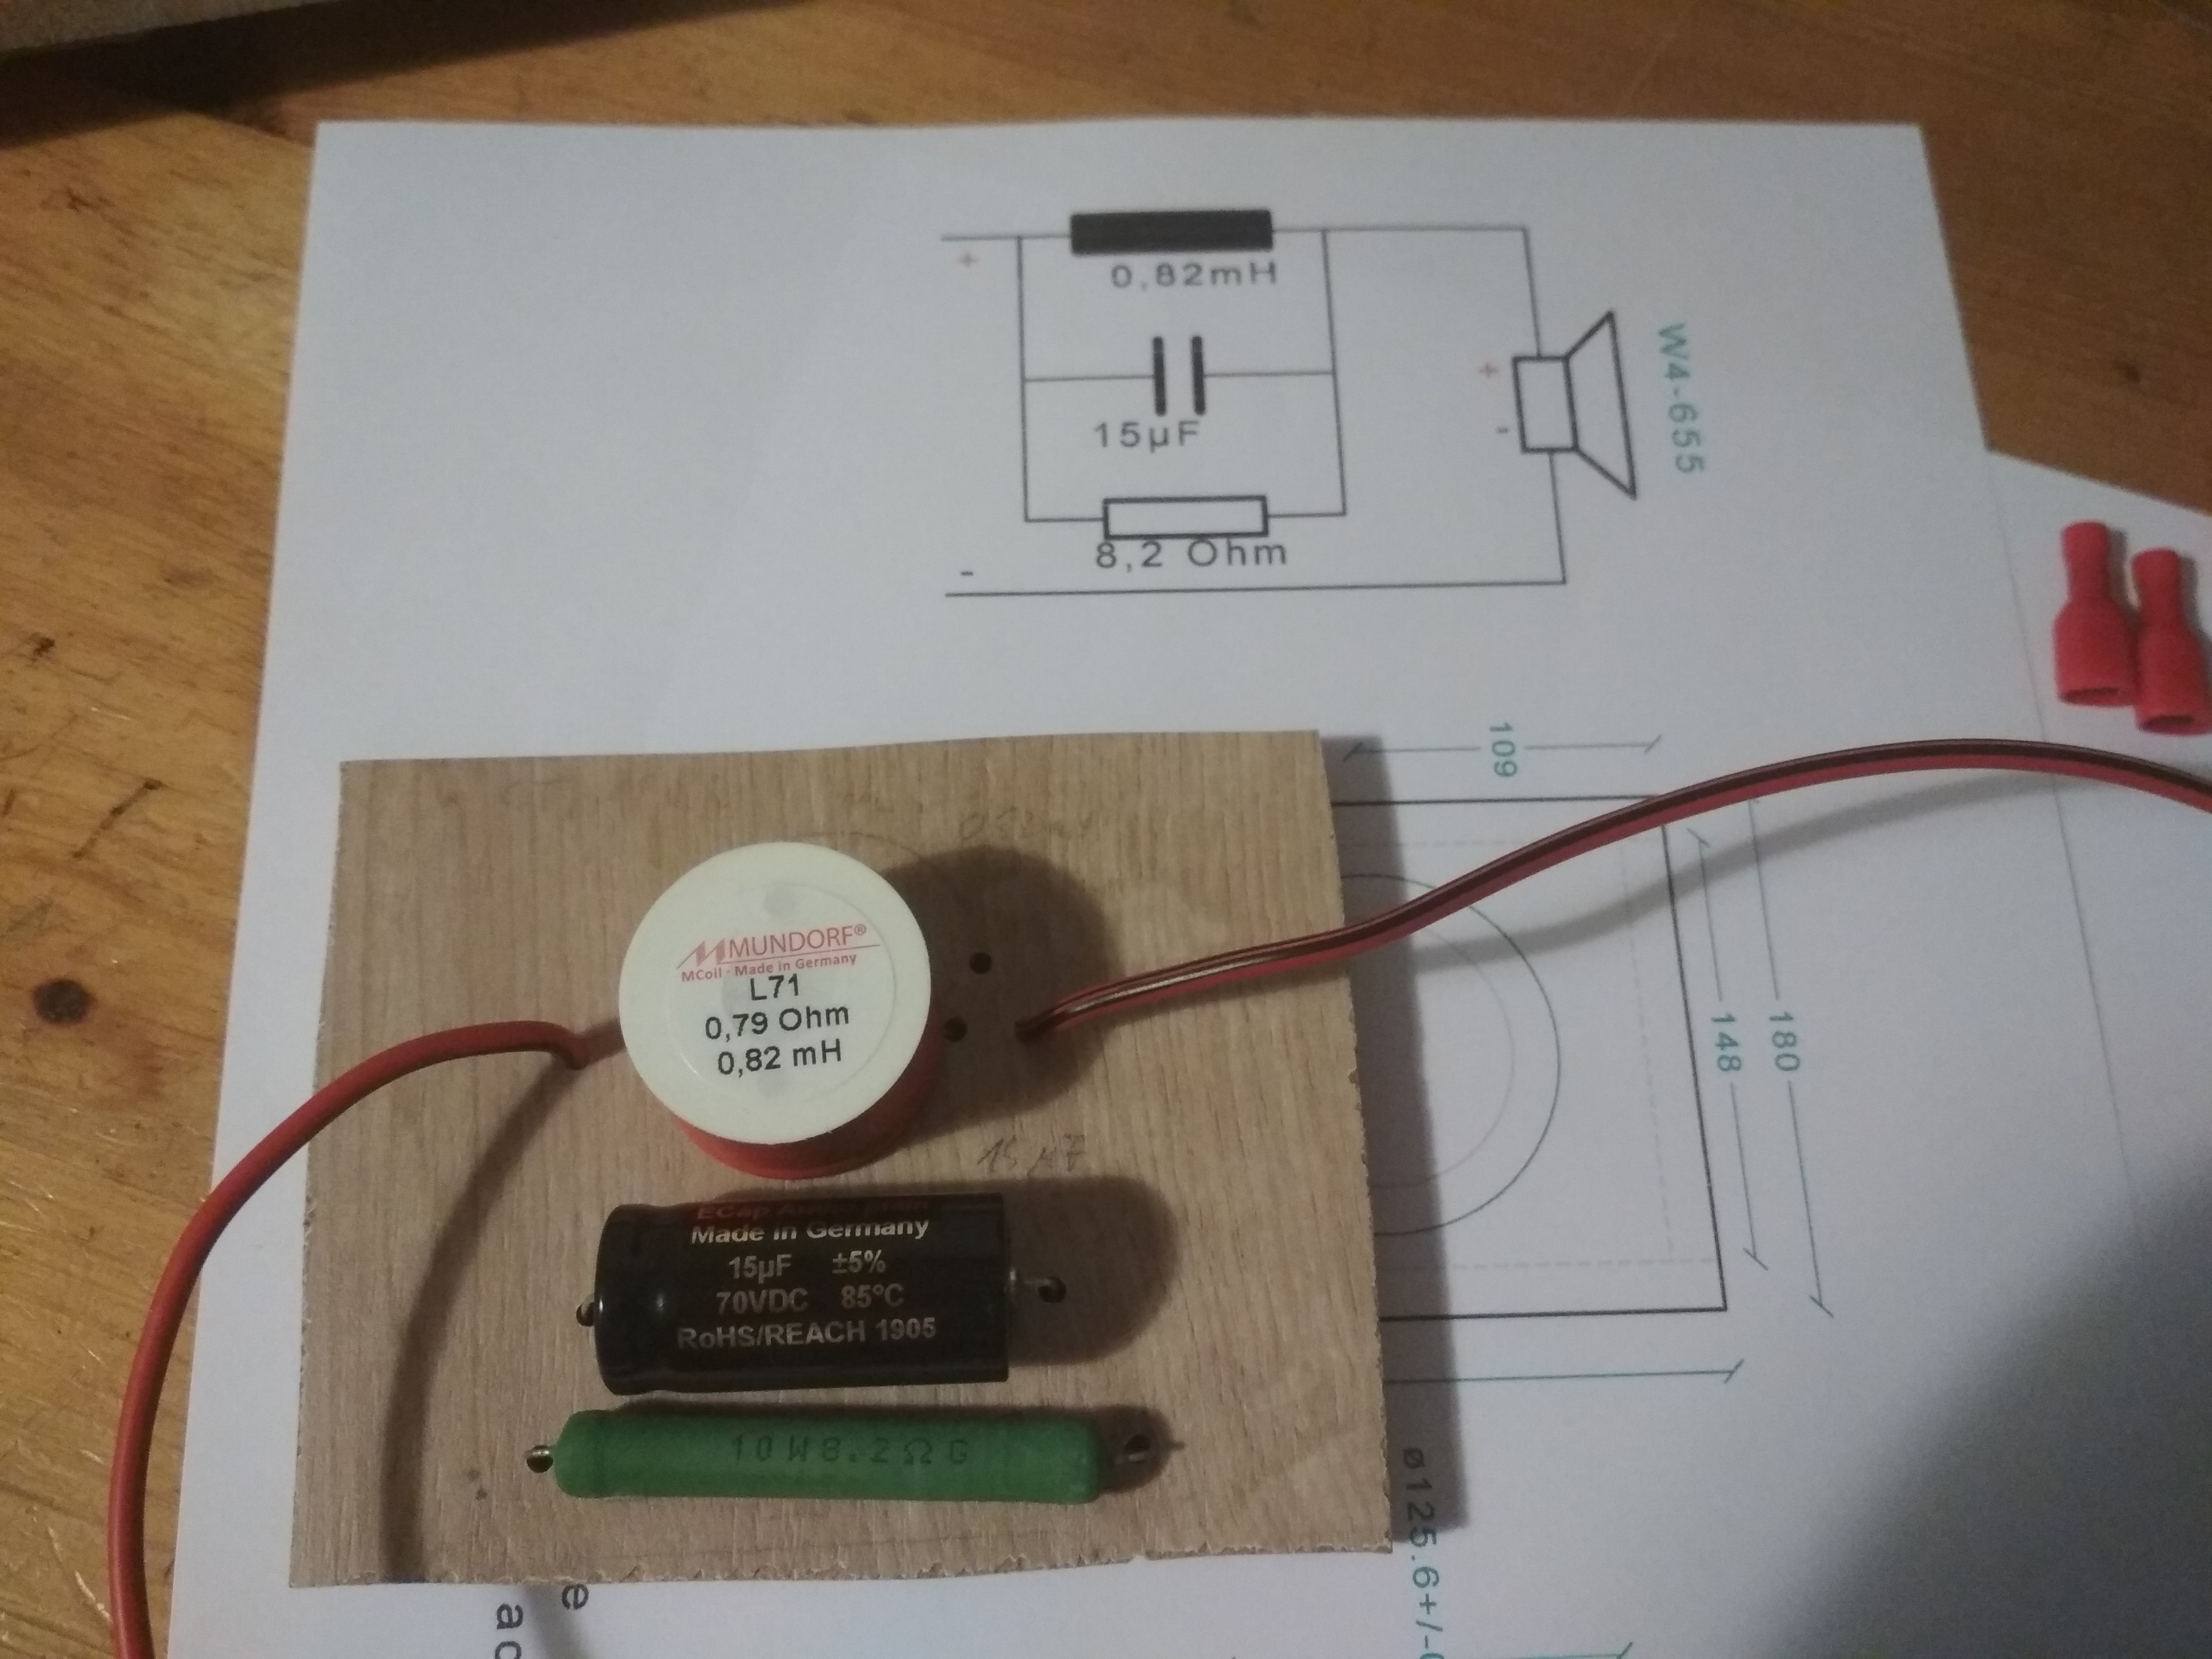 +
0,82mH
15µF
8,2 Ohm
-
+
-
W4-655
109
148
180
ø125.6+/-
MUNDORF®
MCoil - Made in Germany
L71
0,79 Ohm
0,82 mH
15 µF
Made in Germany
15µF ±5%
70VDC 85°C
RoHS/REACH 1905
10W8.2ΩG
e